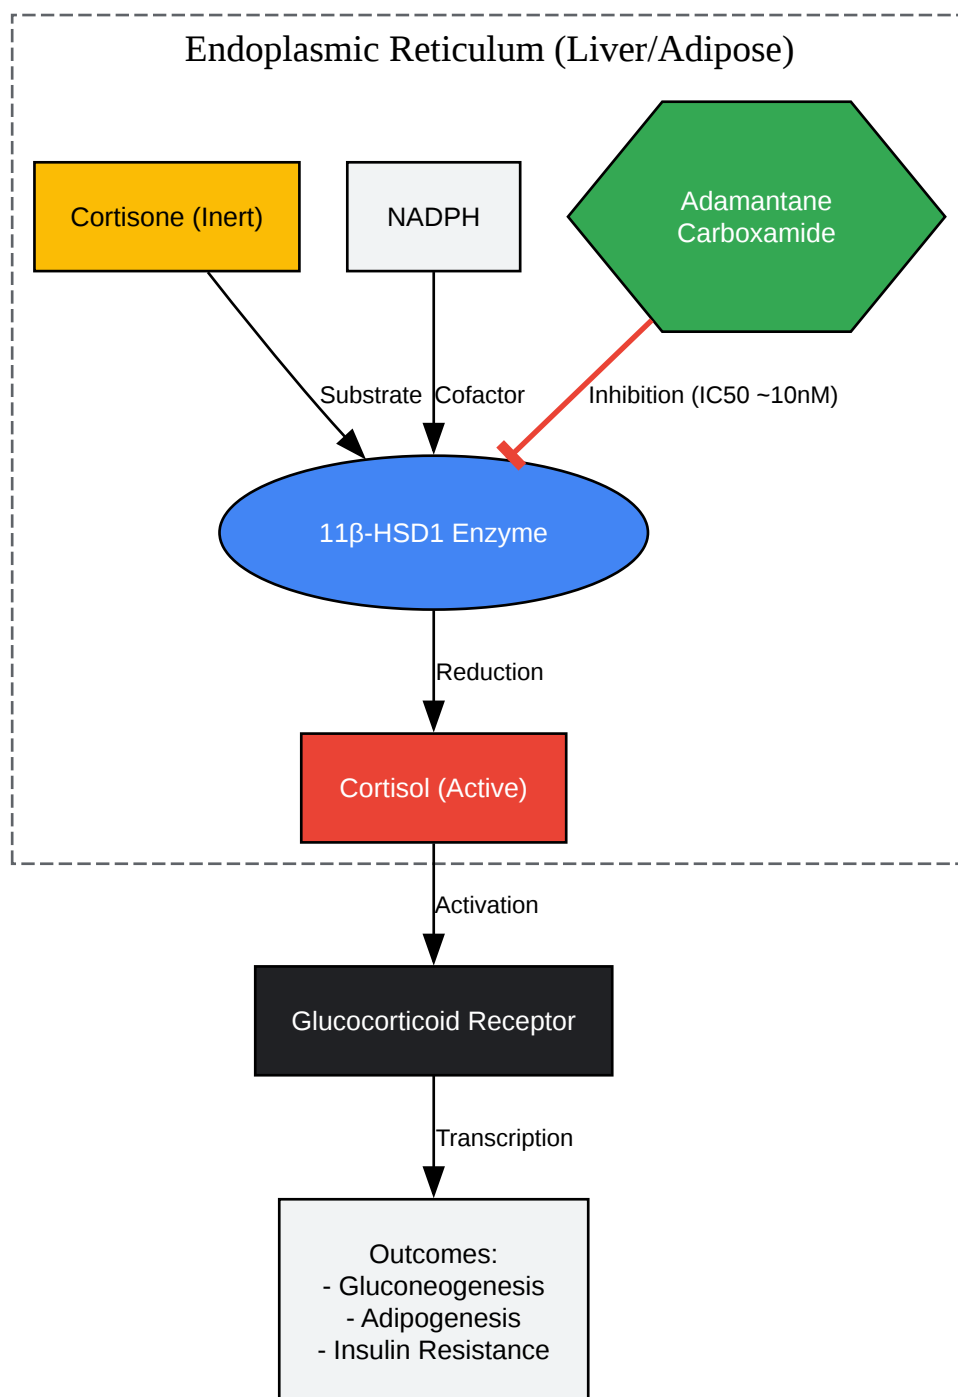 Endoplasmic Reticulum (Liver/Adipose)
Cortisone (Inert)
NADPH
Adamantane
Carboxamide
Substrate
Cofactor
Inhibition (IC50 ~10nM)
11β-HSD1 Enzyme
Reduction
Cortisol (Active)
Activation
Glucocorticoid Receptor
Transcription
Outcomes:
- Gluconeogenesis
- Adipogenesis
- Insulin Resistance